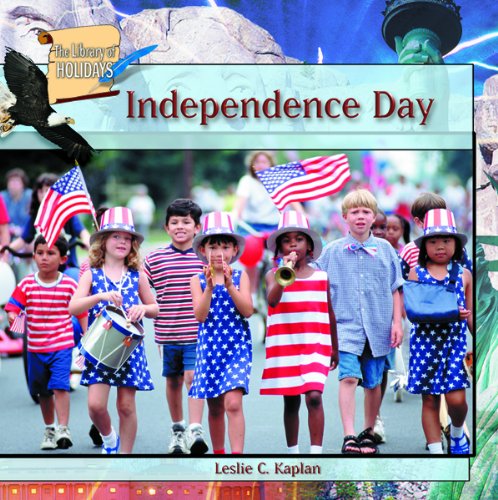 The Library of
HOLIDAYS
Independence Day
Leslie C. Kaplan